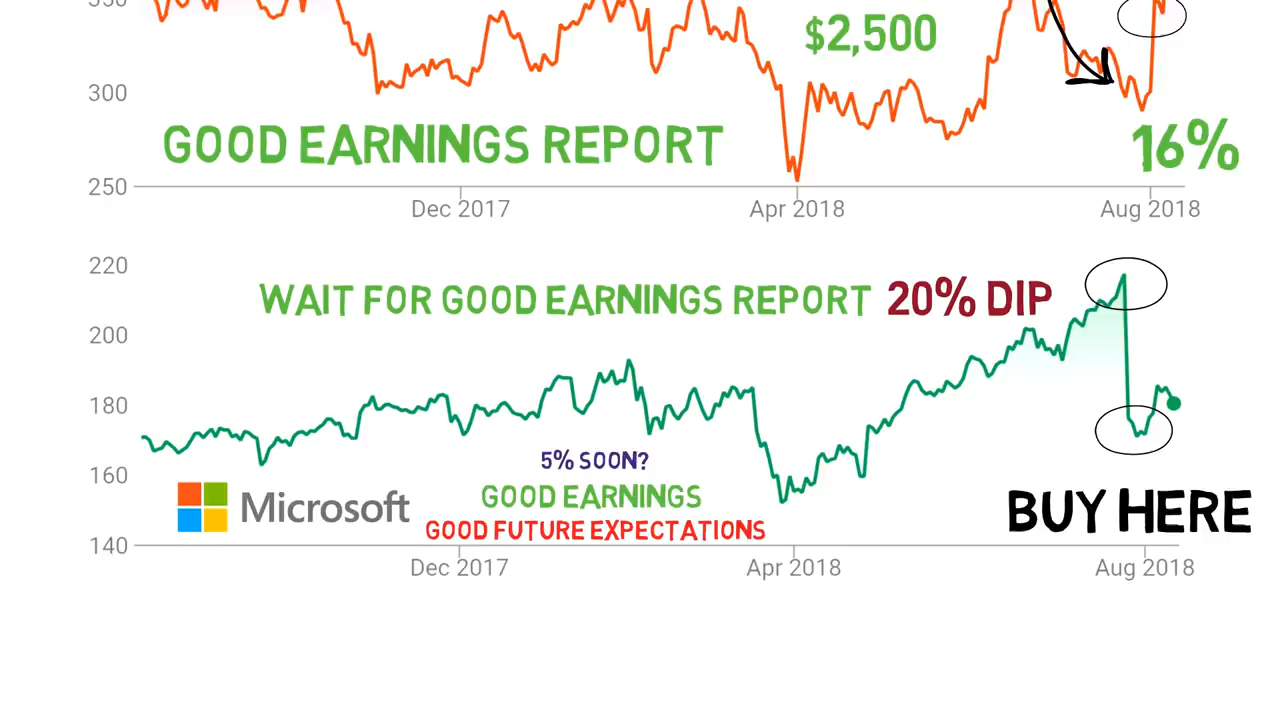 350
$2,500
300
GOOD EARNINGS REPORT
16%
250
Dec 2017 Apr 2018 Aug 2018
220
WAIT FOR GOOD EARNINGS REPORT 20% DIP
200
180
5% SOON?
160
Microsoft
GOOD EARNINGS
BUY HERE
GOOD FUTURE EXPECTATIONS
140
Dec 2017 Apr 2018 Aug 2018